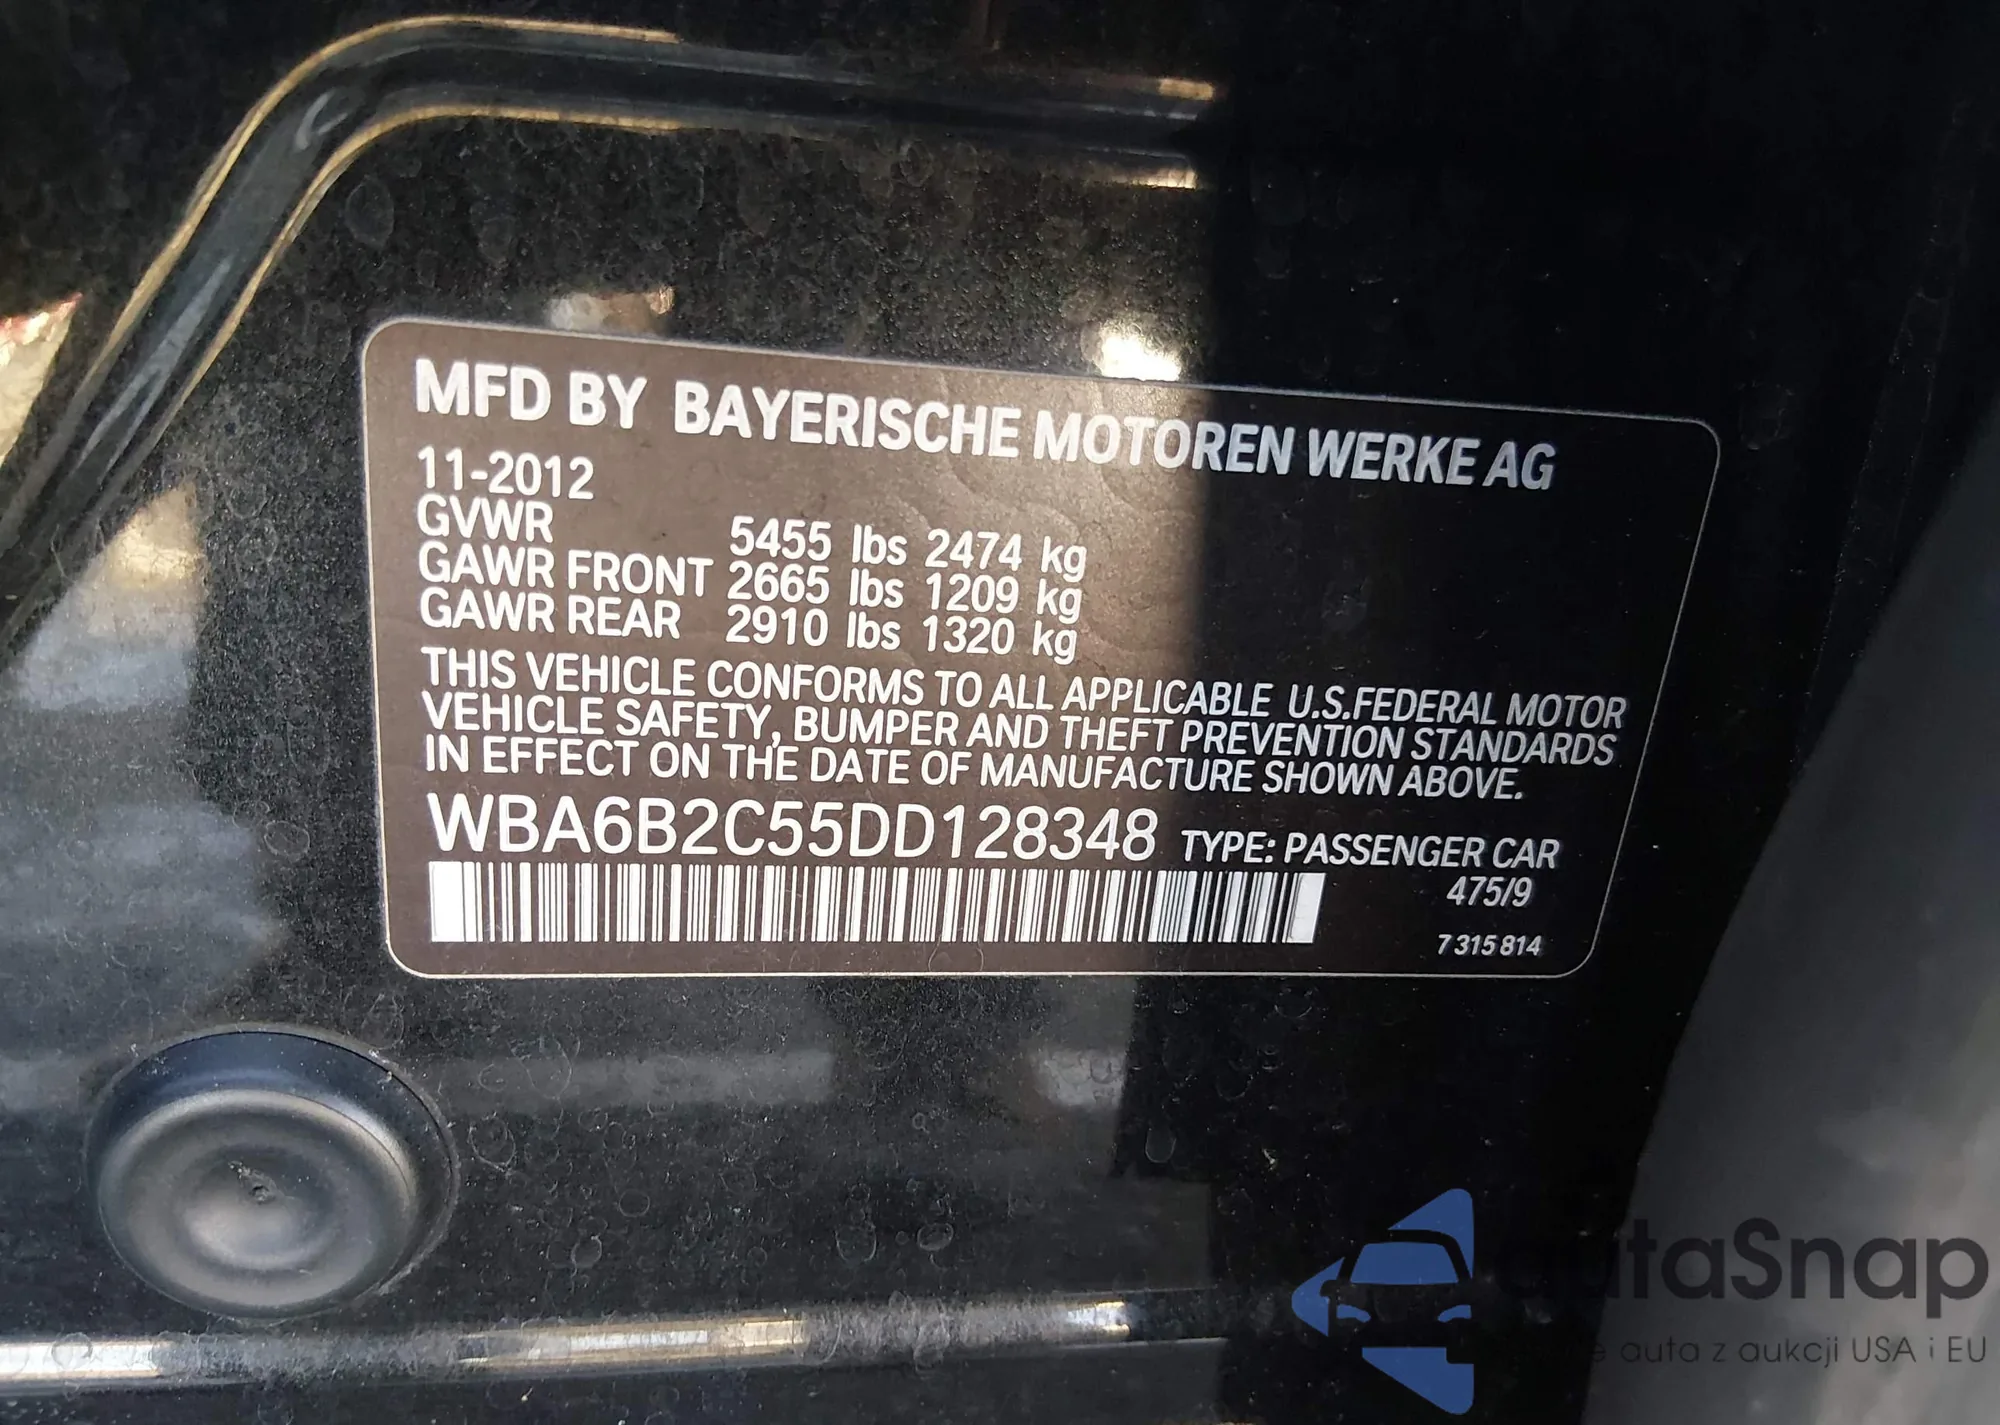 MFD BY BAYERISCHE MOTOREN WERKE AG
11-2012
GVWR 5455 lbs 2474 kg
GAWR FRONT 2665 lbs 1209 kg
GAWR REAR 2910 lbs 1320 kg
THIS VEHICLE CONFORMS TO ALL APPLICABLE U.S.FEDERAL MOTOR
VEHICLE SAFETY, BUMPER AND THEFT PREVENTION STANDARDS
IN EFFECT ON THE DATE OF MANUFACTURE SHOWN ABOVE.
WBA6B2C55DD128348 TYPE: PASSENGER CAR
475/9
7 315 814
autaSnap
auta z aukcji USA i EU